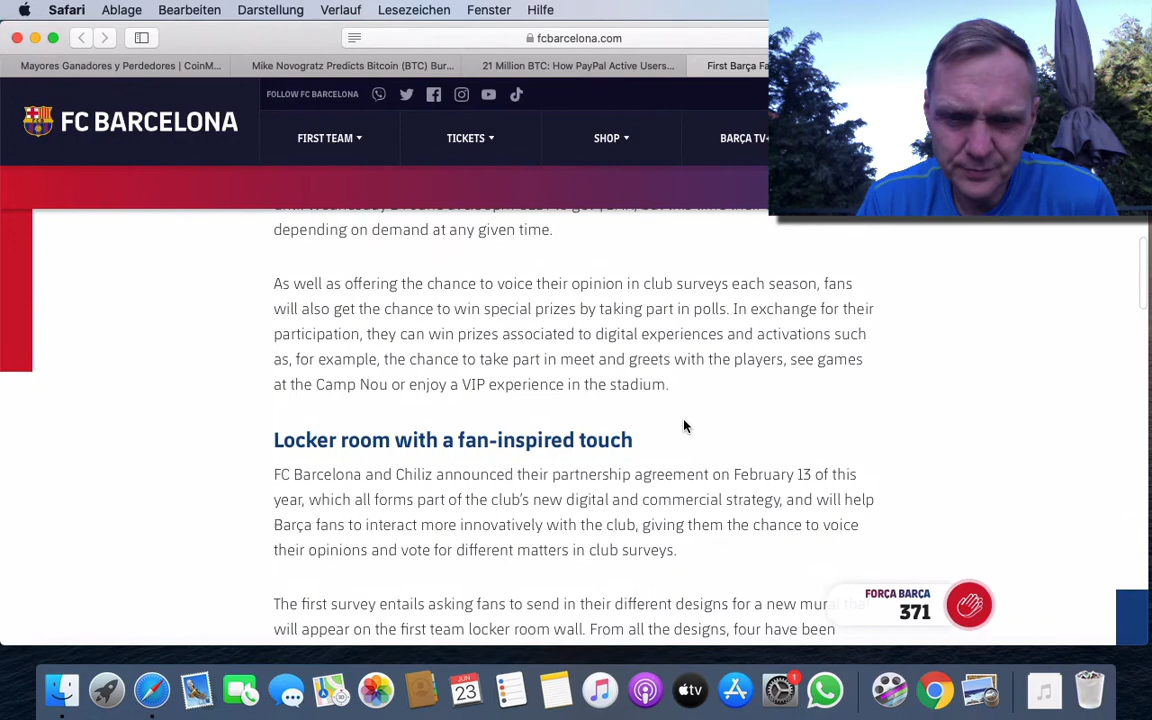 Safari Ablage Bearbeiten Darstellung Verlauf Lesezeichen Fenster Hilfe
fcbarcelona.com
Mayores Ganadores y Perdedores | CoinM... Mike Novogratz Predicts Bitcoin (BTC) Bur... 21 Million BTC: How PayPal Active Users... First Barça Fa
FC BARCELONA
FOLLOW FC BARCELONA
FIRST TEAM TICKETS SHOP BARÇA TV+
depending on demand at any given time.
As well as offering the chance to voice their opinion in club surveys each season, fans
will also get the chance to win special prizes by taking part in polls. In exchange for their
participation, they can win prizes associated to digital experiences and activations such
as, for example, the chance to take part in meet and greets with the players, see games
at the Camp Nou or enjoy a VIP experience in the stadium.
Locker room with a fan-inspired touch
FC Barcelona and Chiliz announced their partnership agreement on February 13 of this
year, which all forms part of the club's new digital and commercial strategy, and will help
Barça fans to interact more innovatively with the club, giving them the chance to voice
their opinions and vote for different matters in club surveys.
The first survey entails asking fans to send in their different designs for a new mural that
will appear on the first team locker room wall. From all the designs, four have been
FORÇA BARÇA
371
JUN
23
tv
1